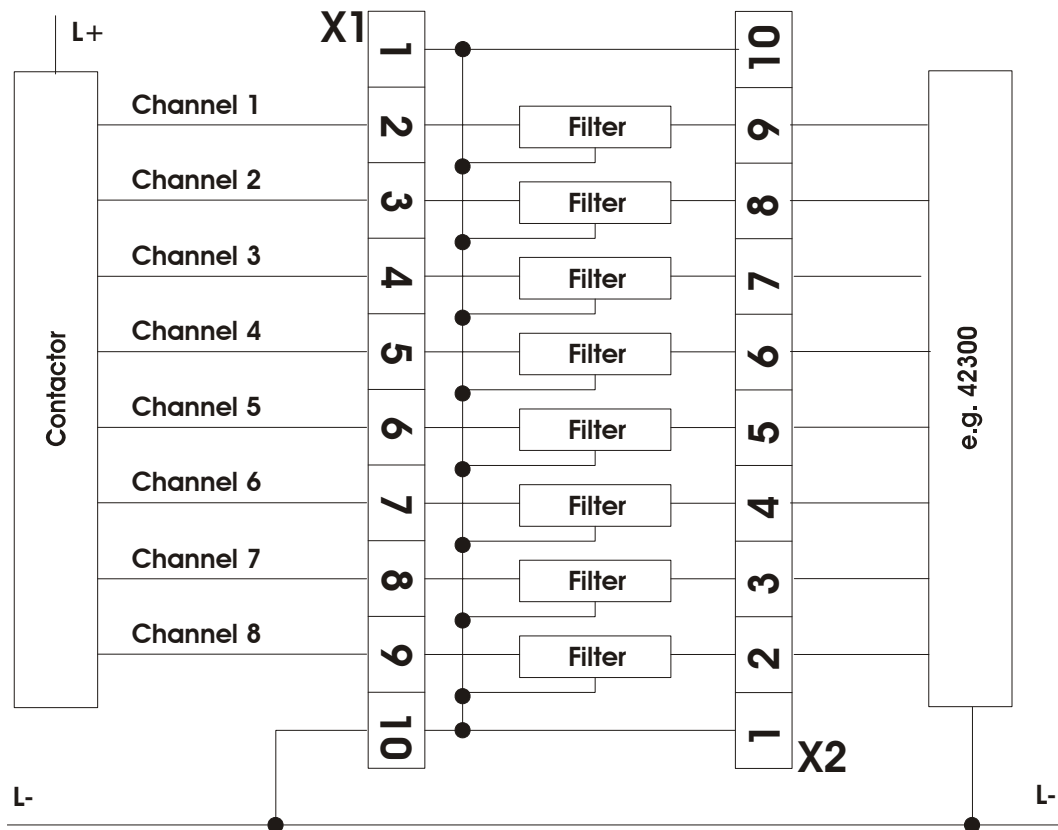 L+
X1
1
10
Channel 1
2
Filter
9
Channel 2
3
Filter
8
Channel 3
4
Filter
7
Channel 4
5
Filter
6
Contactor
e.g. 42300
Channel 5
6
Filter
5
Channel 6
7
Filter
4
Channel 7
8
Filter
3
Channel 8
9
Filter
2
10
1
X2
L-
L-